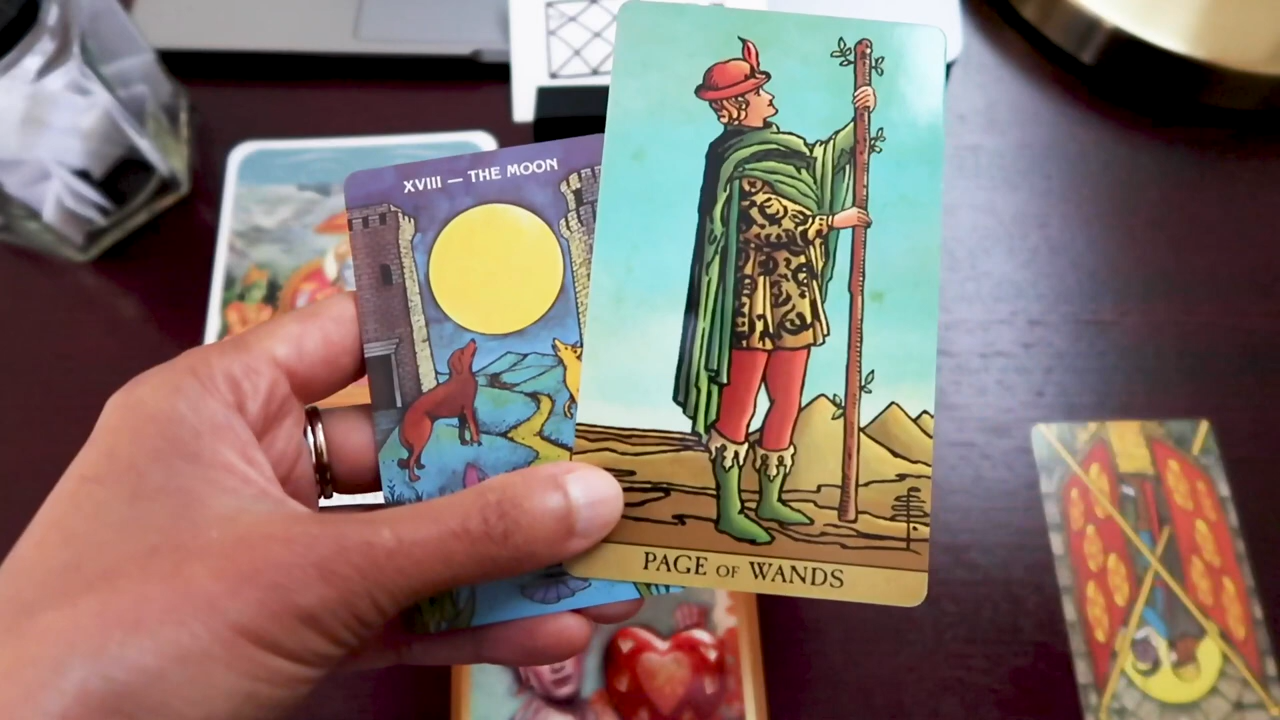 XVIII — THE MOON
PAGE OF WANDS